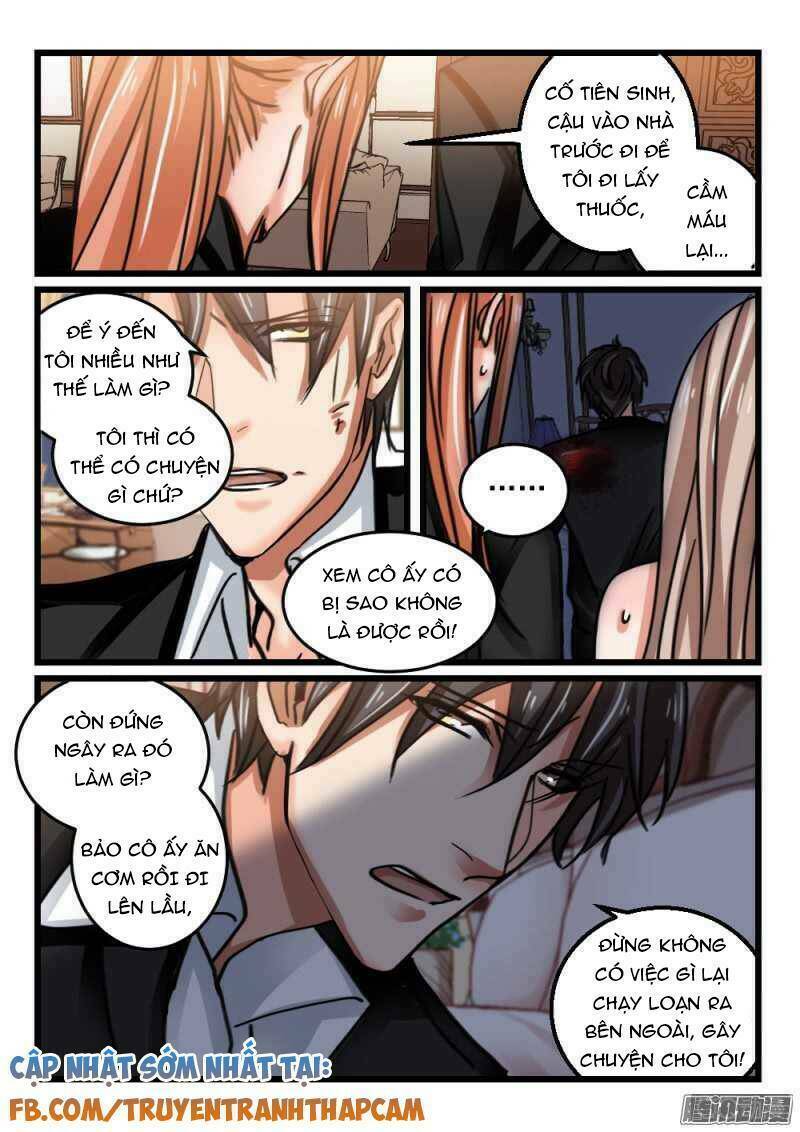 CỐ TIÊN SINH,
CẬU VÀO NHÀ
TRƯỚC ĐI ĐỂ
TÔI ĐI LẤY
THUỐC,
CẦM
MÁU
LẠI...
ĐỂ Ý ĐẾN
TÔI NHIỀU NHƯ
THẾ LÀM GÌ?
TÔI THÌ CÓ
THỂ CÓ CHUYỆN
GÌ CHỨ?
......
XEM CÔ ẤY CÓ
BỊ SAO KHÔNG
LÀ ĐƯỢC RỒI!
CÒN ĐỨNG
NGÂY RA ĐÓ
LÀM GÌ?
BẢO CÔ ẤY ĂN
CƠM RỒI ĐI
LÊN LẦU,
ĐỪNG KHÔNG
CÓ VIỆC GÌ LẠI
CHẠY LOẠN RA
BÊN NGOÀI, GÂY
CHUYỆN CHO TÔI!
CẬP NHẬT SỚM NHẤT TẠI:
FB.COM/TRUYENTRANHTHAPCAM
腾讯动漫